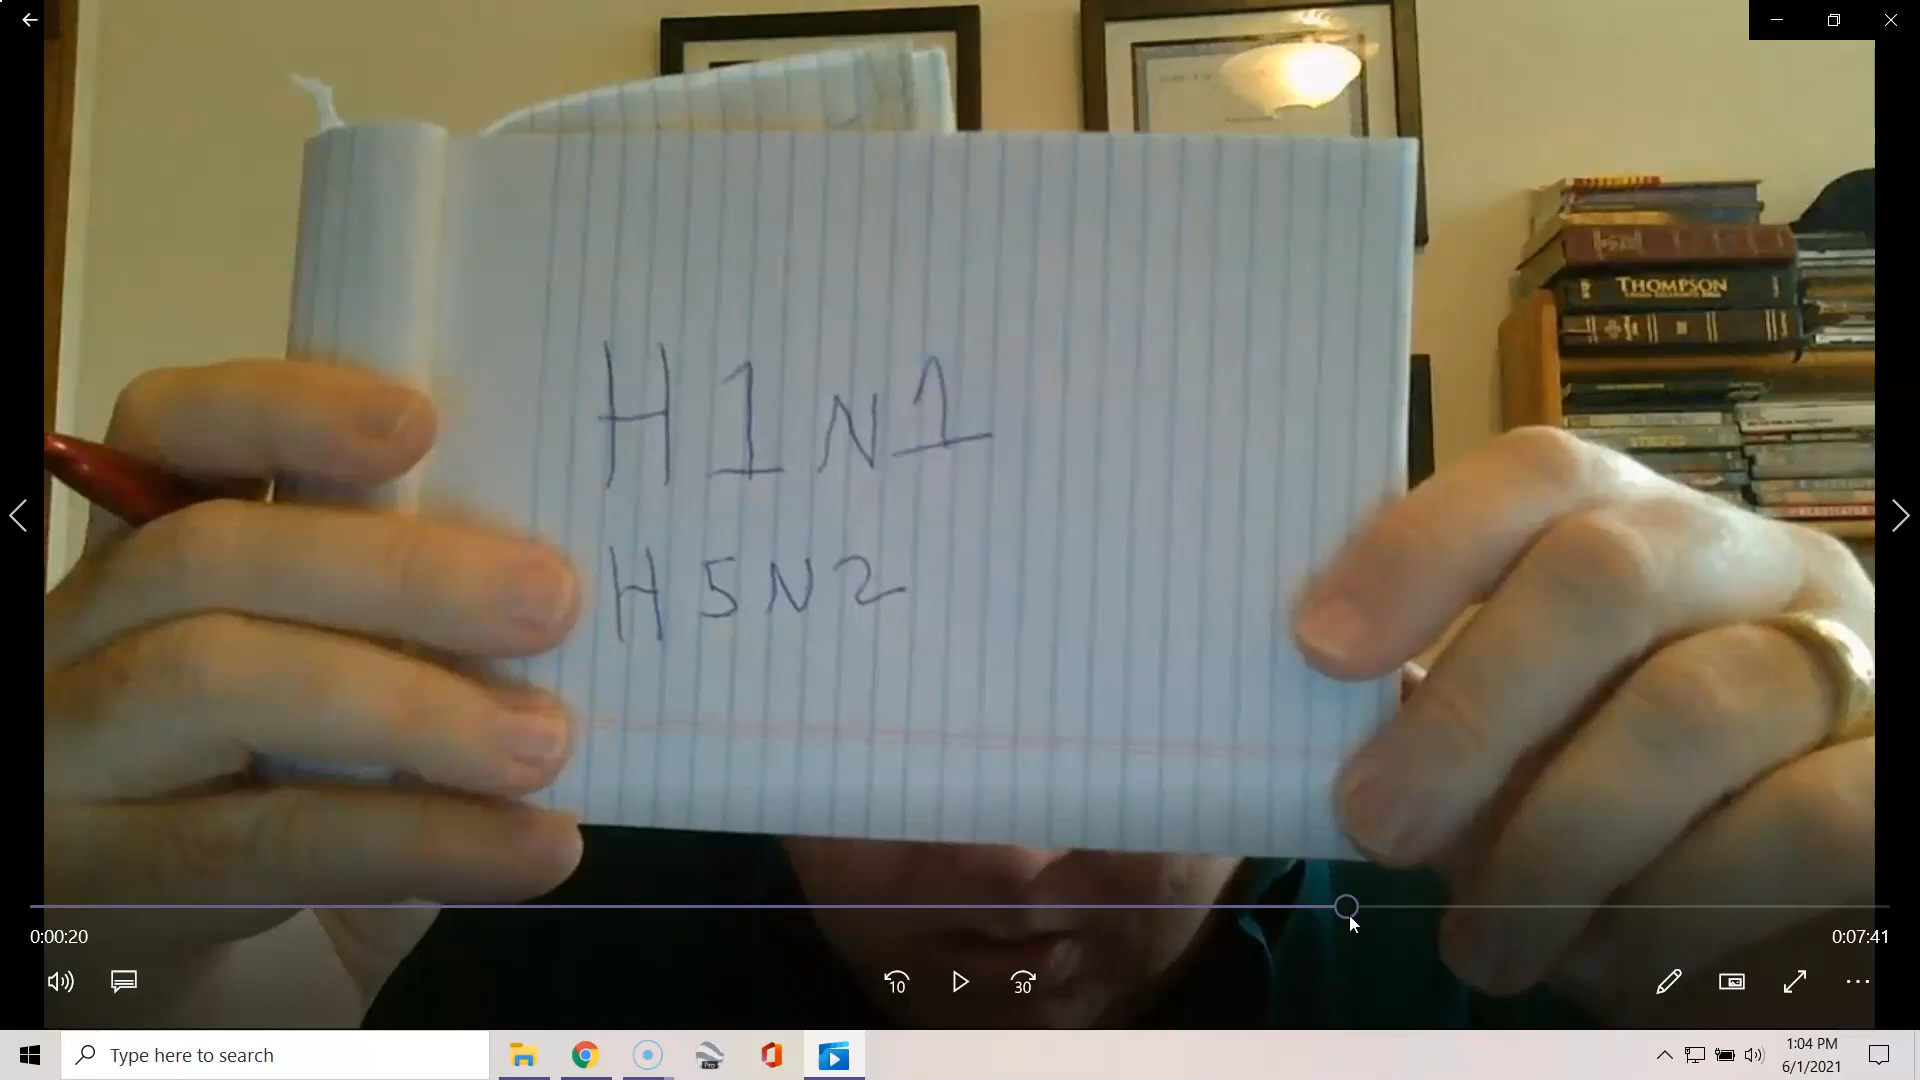 THOMPSON
H1N1
H5N2
0:00:20
0:07:41
10
30
Type here to search
1:04 PM
6/1/2021